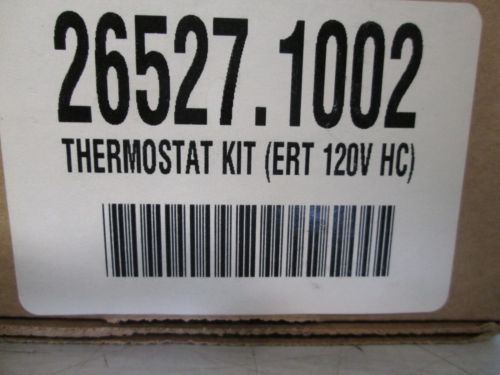 26527.1002
THERMOSTAT KIT (ERT 120V HC)